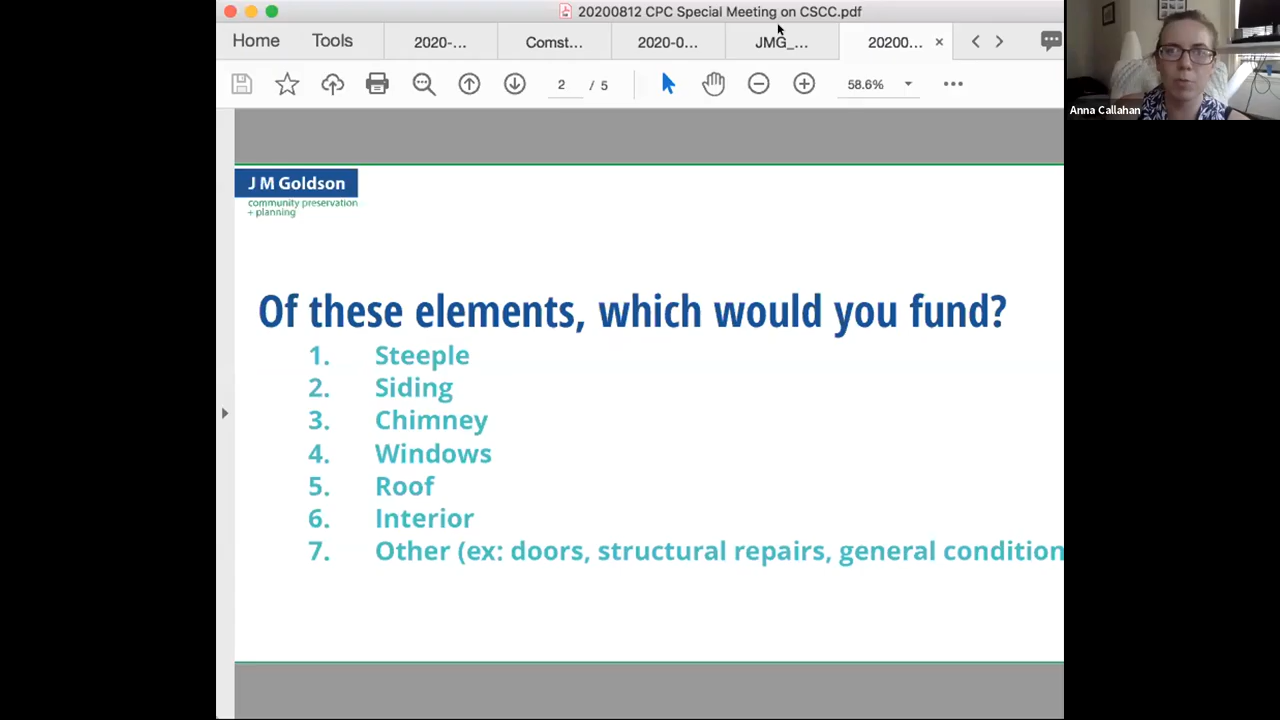 20200812 CPC Special Meeting on CSCC.pdf
Home Tools 2020-... Comst... 2020-0... JMG_... 20200... ×
2 / 5 58.6%
Anna Callahan
J M Goldson
community preservation
+ planning
Of these elements, which would you fund?
1. Steeple
2. Siding
3. Chimney
4. Windows
5. Roof
6. Interior
7. Other (ex: doors, structural repairs, general condition